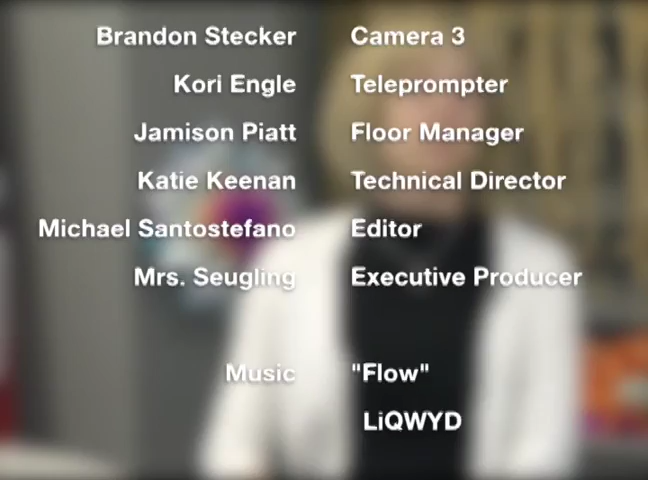 Brandon Stecker Camera 3
Kori Engle Teleprompter
Jamison Piatt Floor Manager
Katie Keenan Technical Director
Michael Santostefano Editor
Mrs. Seugling Executive Producer
Music "Flow"
LiQWYD